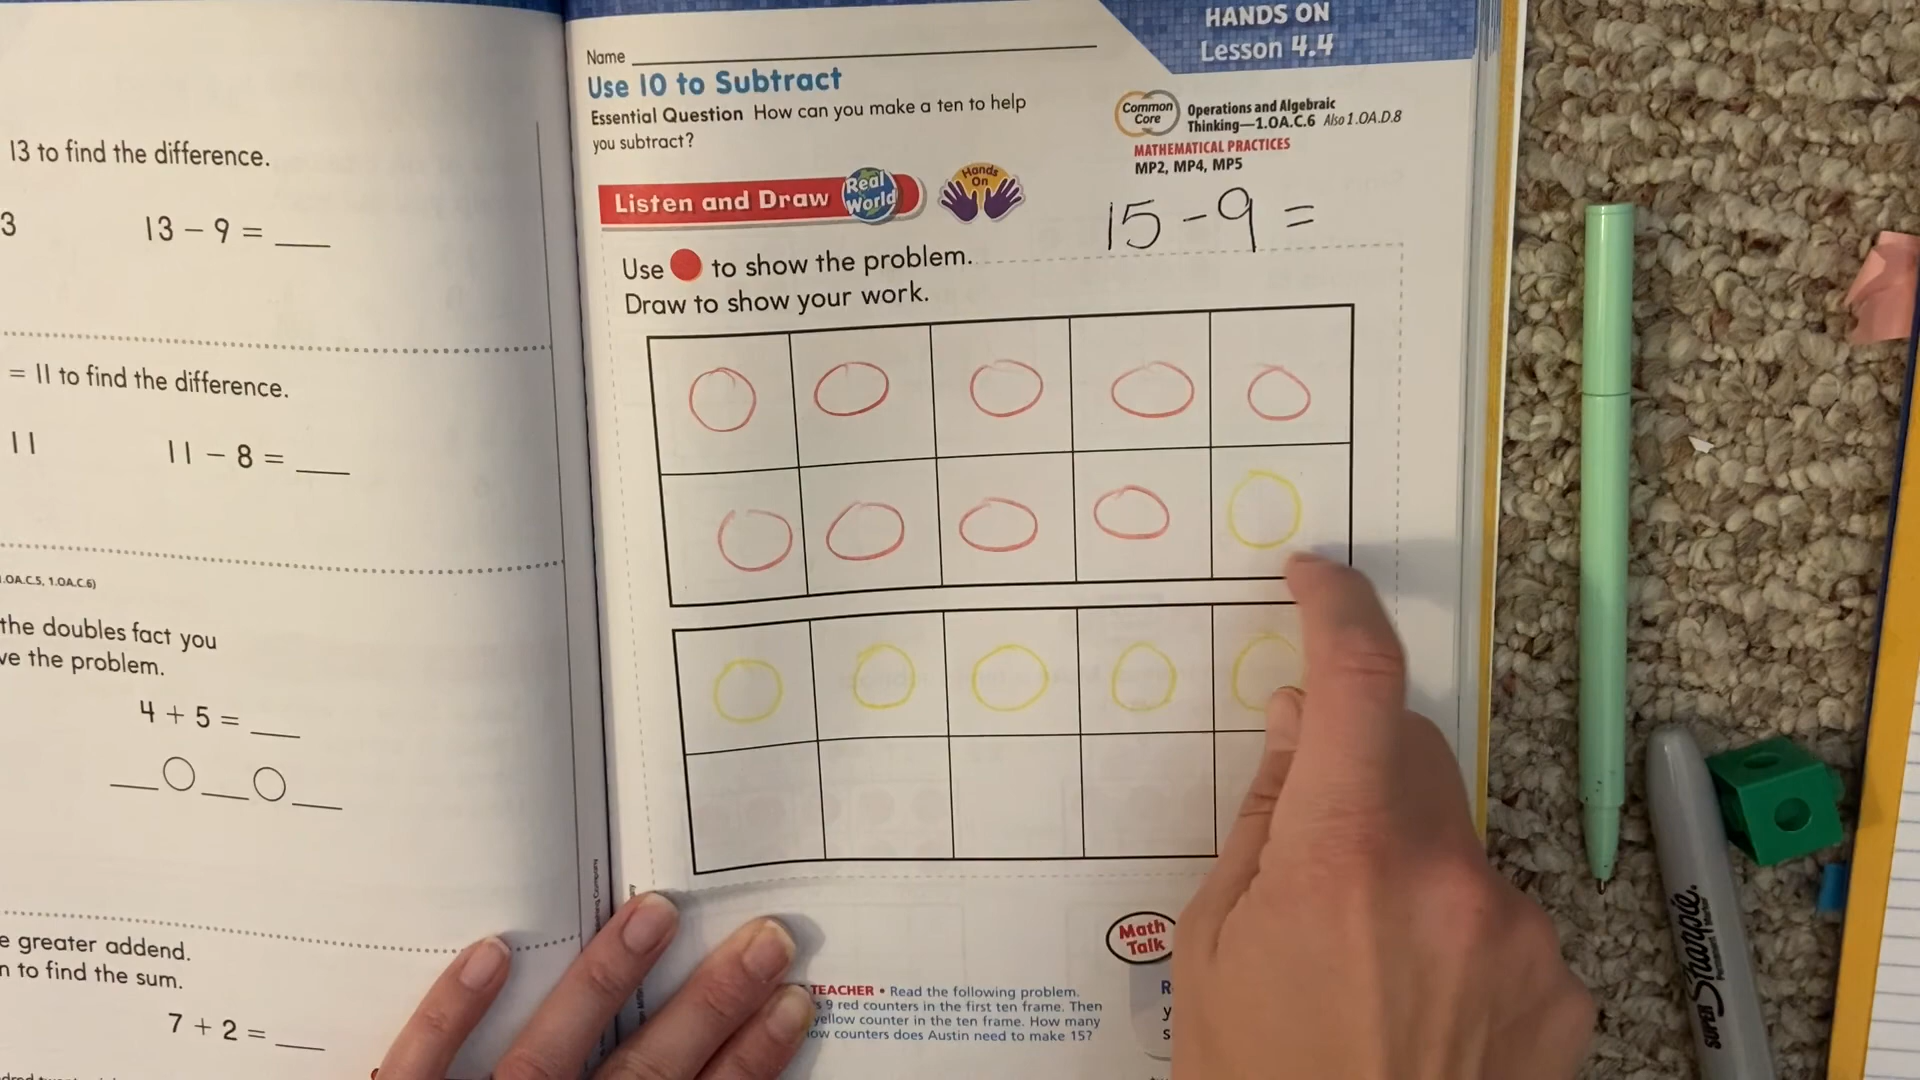 13 to find the difference.
3 13 – 9 = ___
= 11 to find the difference.
11 11 – 8 = ___
1.OA.C.5, 1.OA.C.6)
the doubles fact you
ve the problem.
4 + 5 = ___
e greater addend.
n to find the sum.
7 + 2 = ___
HANDS ON
Lesson 4.4
Name
Use 10 to Subtract
Essential Question How can you make a ten to help
you subtract?
Common
Core
Operations and Algebraic
Thinking—1.OA.C.6 Also 1.OA.D.8
MATHEMATICAL PRACTICES
MP2, MP4, MP5
Listen and Draw
Real
World
Hands
On
15 - 9 =
Use to show the problem.
Draw to show your work.
Math
Talk
TEACHER • Read the following problem.
s 9 red counters in the first ten frame. Then
yellow counter in the ten frame. How many
ow counters does Austin need to make 15?
R
y
s
SUPER Sharpie.
Permanent Marker